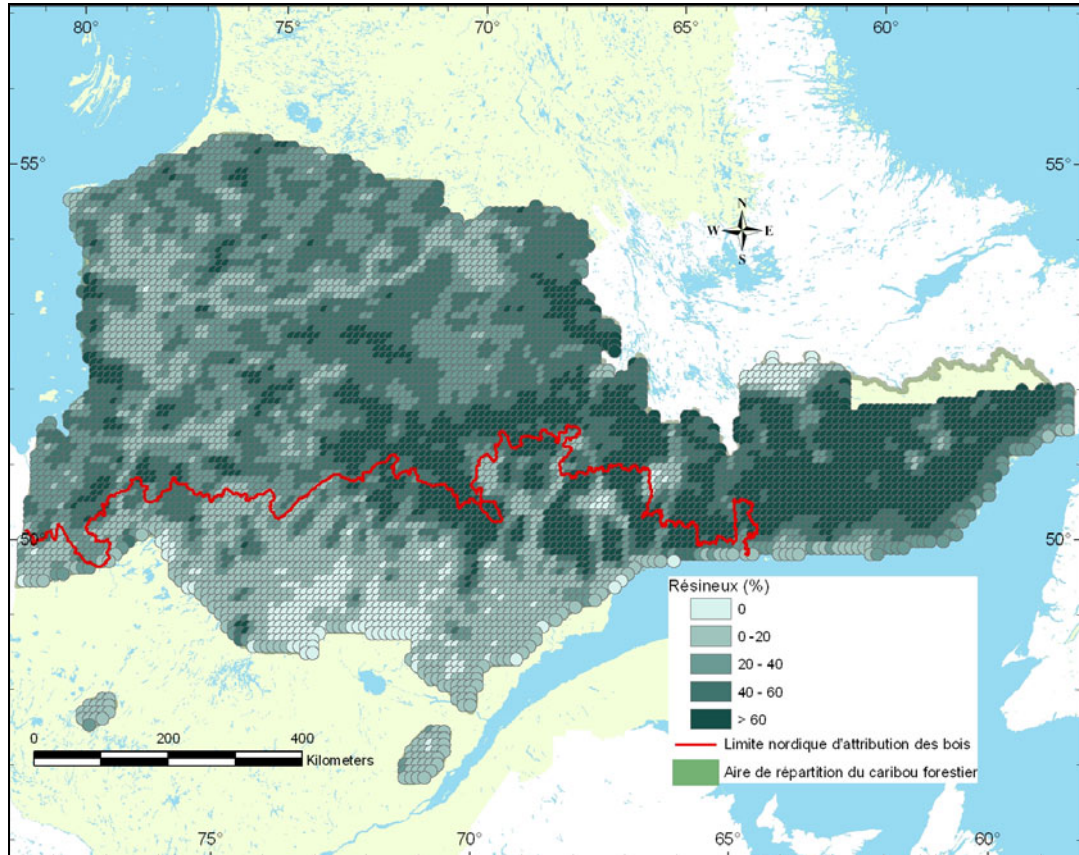 80° 75° 70° 65° 60°
55° 55°
N
W E
S
50° 50°
Résineux (%)
0
0 -20
20 - 40
40 - 60
> 60
Limite nordique d'attribution des bois
Aire de répartition du caribou forestier
0 200 400
Kilometers
75° 70° 65° 60°